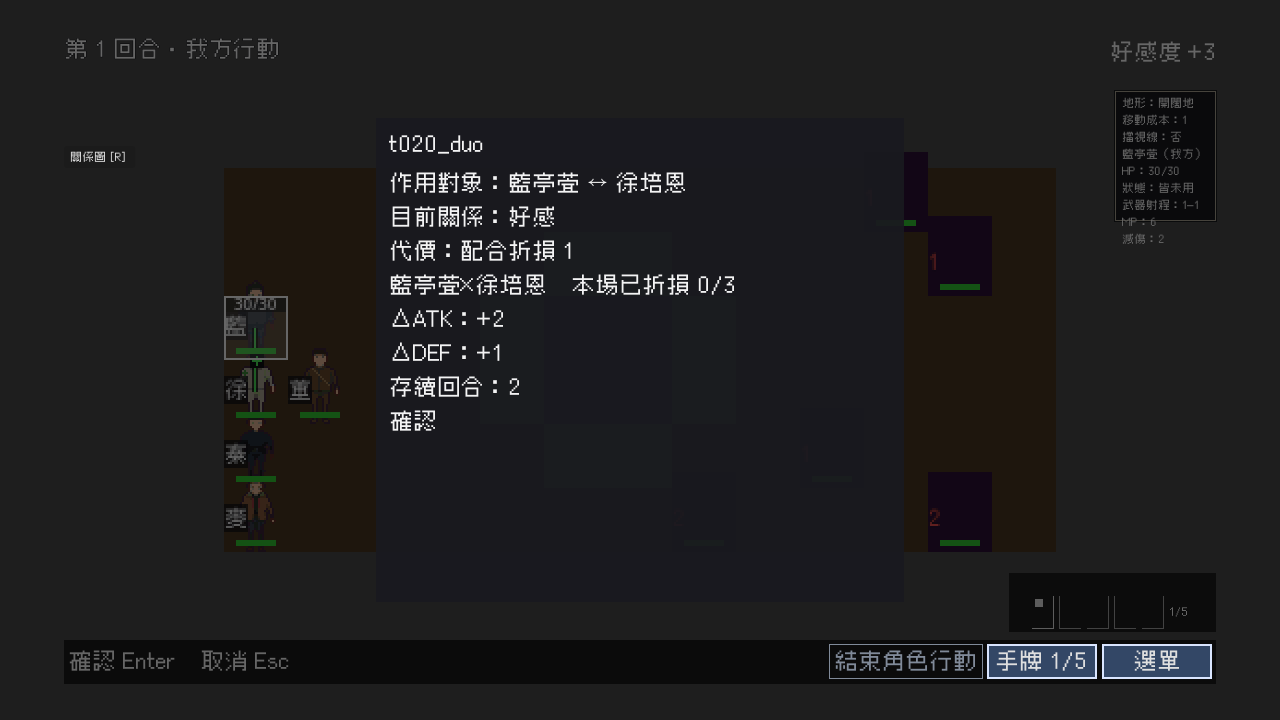 第 1 回合・我方行動
好感度 +3
地形：開闊地
移動成本：1
擋視線：否
藍亭萱（我方）
HP：30/30
狀態：皆未用
武器射程：1–1
MP：6
減傷：2
關係圖 [R]
t020_duo
作用對象：藍亭萱 ↔ 徐培恩
目前關係：好感
代價：配合折損 1
藍亭萱×徐培恩　本場已折損 0/3
△ATK：+2
△DEF：+1
存續回合：2
確認
30/30
藍
徐
董
秦
麥
1
2
1/5
確認 Enter
取消 Esc
結束角色行動
手牌 1/5
選單